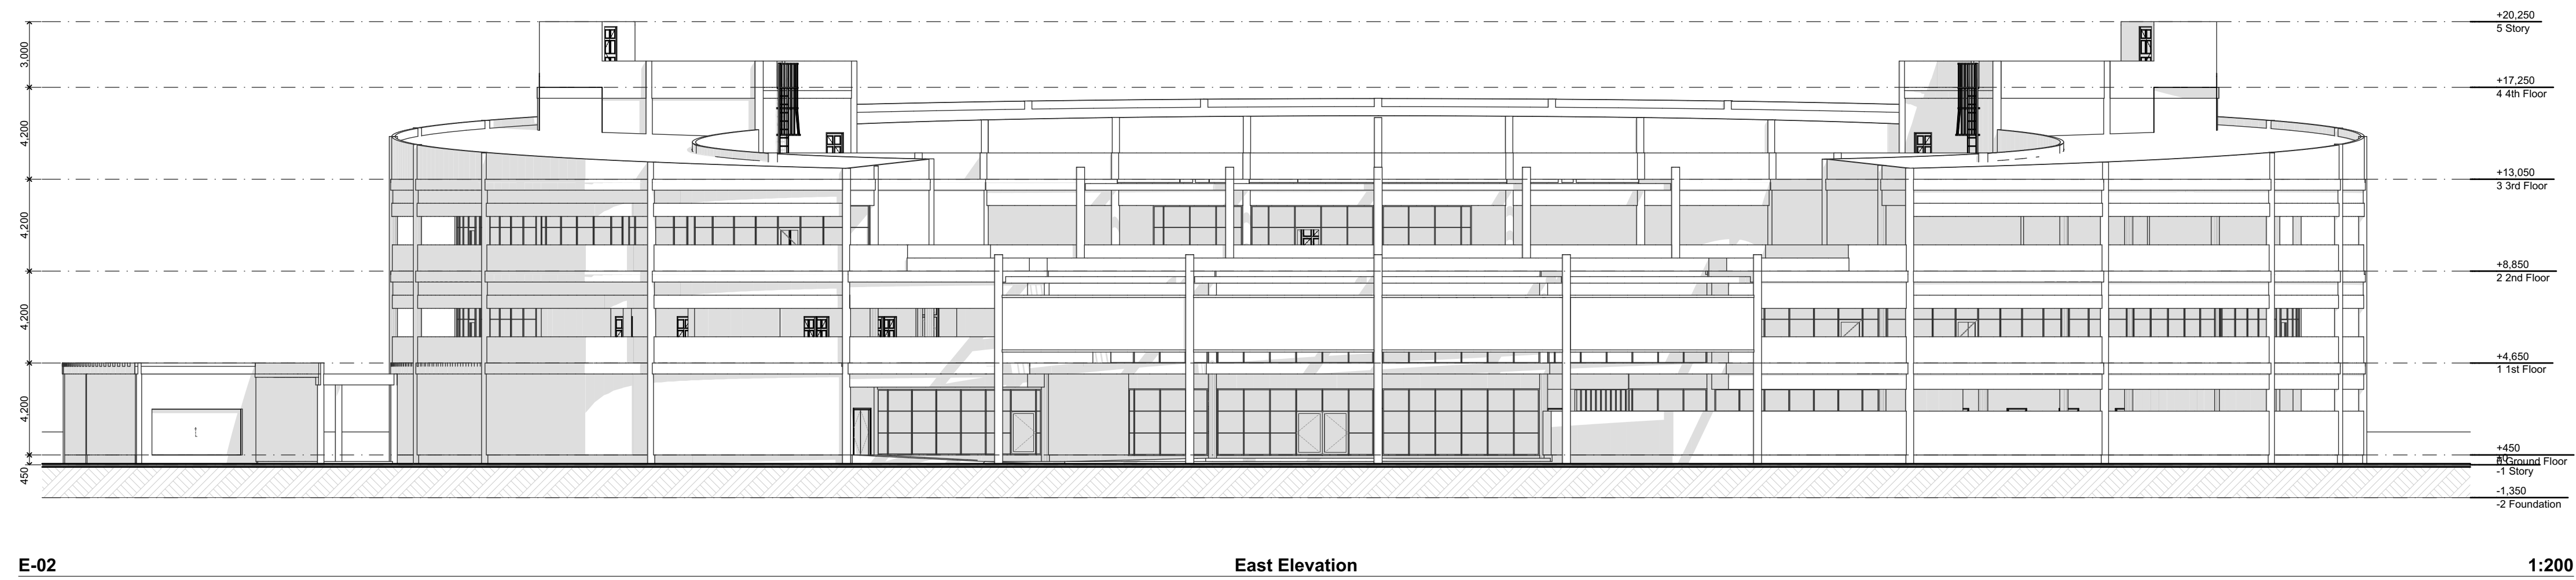 +20,250
5 Story
3,000
+17,250
4 4th Floor
4,200
+13,050
3 3rd Floor
4,200
+8,850
2 2nd Floor
4,200
+4,650
1 1st Floor
4,200
+450
Ground Floor
450
-1 Story
-1,350
-2 Foundation
E-02 East Elevation 1:200